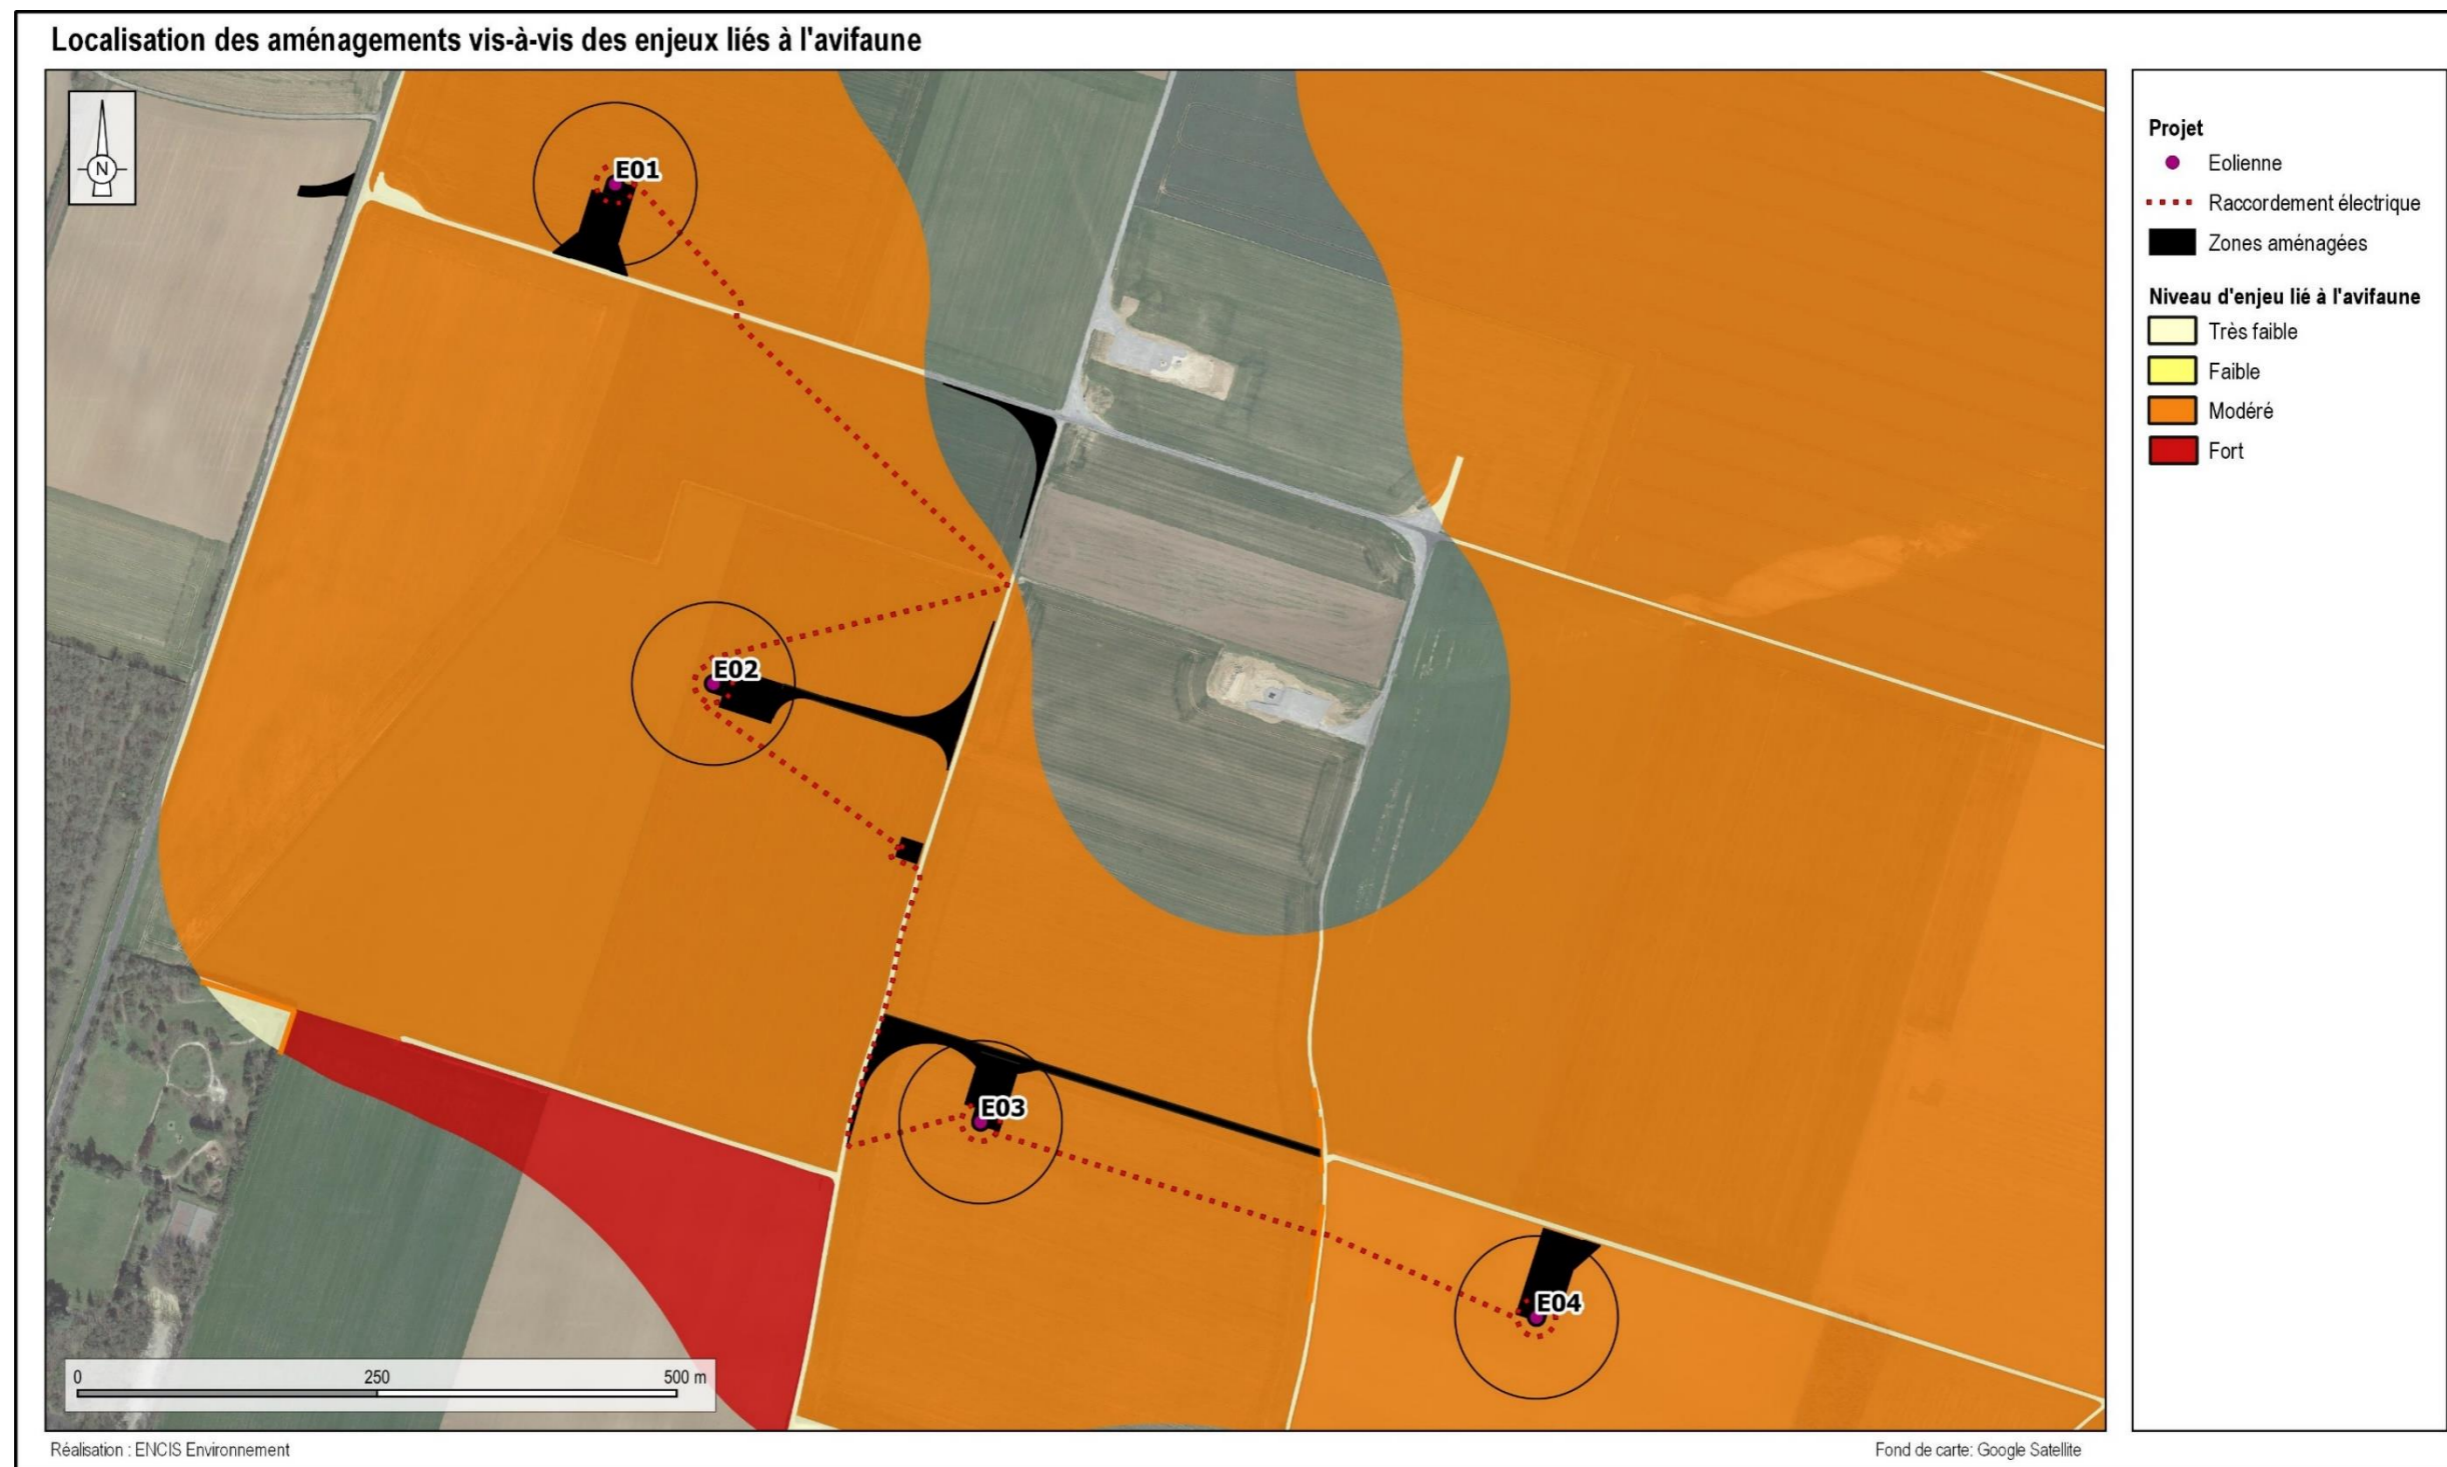 Localisation des aménagements vis-à-vis des enjeux liés à l'avifaune
N
E01
E02
E03
E04
0 250 500 m
Projet
Eolienne
Raccordement électrique
Zones aménagées
Niveau d'enjeu lié à l'avifaune
Très faible
Faible
Modéré
Fort
Réalisation : ENCIS Environnement
Fond de carte: Google Satellite